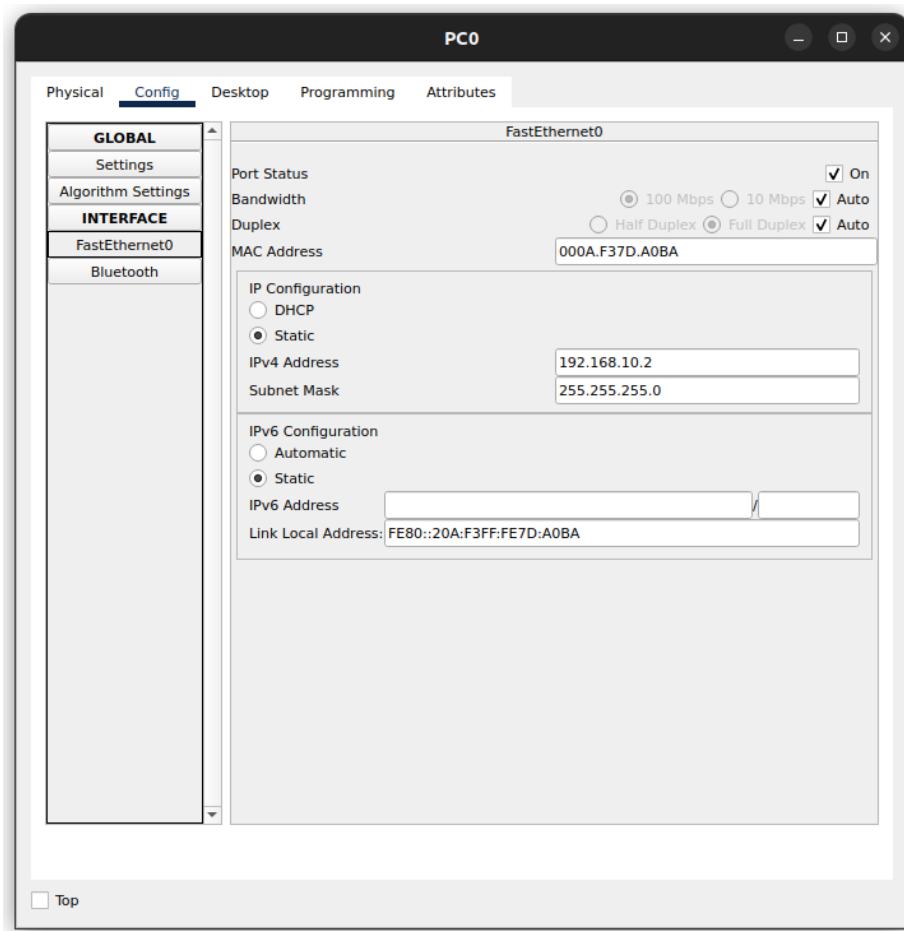 PC0
Physical Config Desktop Programming Attributes
GLOBAL
Settings
Algorithm Settings
INTERFACE
FastEthernet0
Bluetooth
FastEthernet0
Port Status On
Bandwidth 100 Mbps 10 Mbps Auto
Duplex Half Duplex Full Duplex Auto
MAC Address 000A.F37D.A0BA
IP Configuration
DHCP
Static
IPv4 Address 192.168.10.2
Subnet Mask 255.255.255.0
IPv6 Configuration
Automatic
Static
IPv6 Address /
Link Local Address: FE80::20A:F3FF:FE7D:A0BA
Top